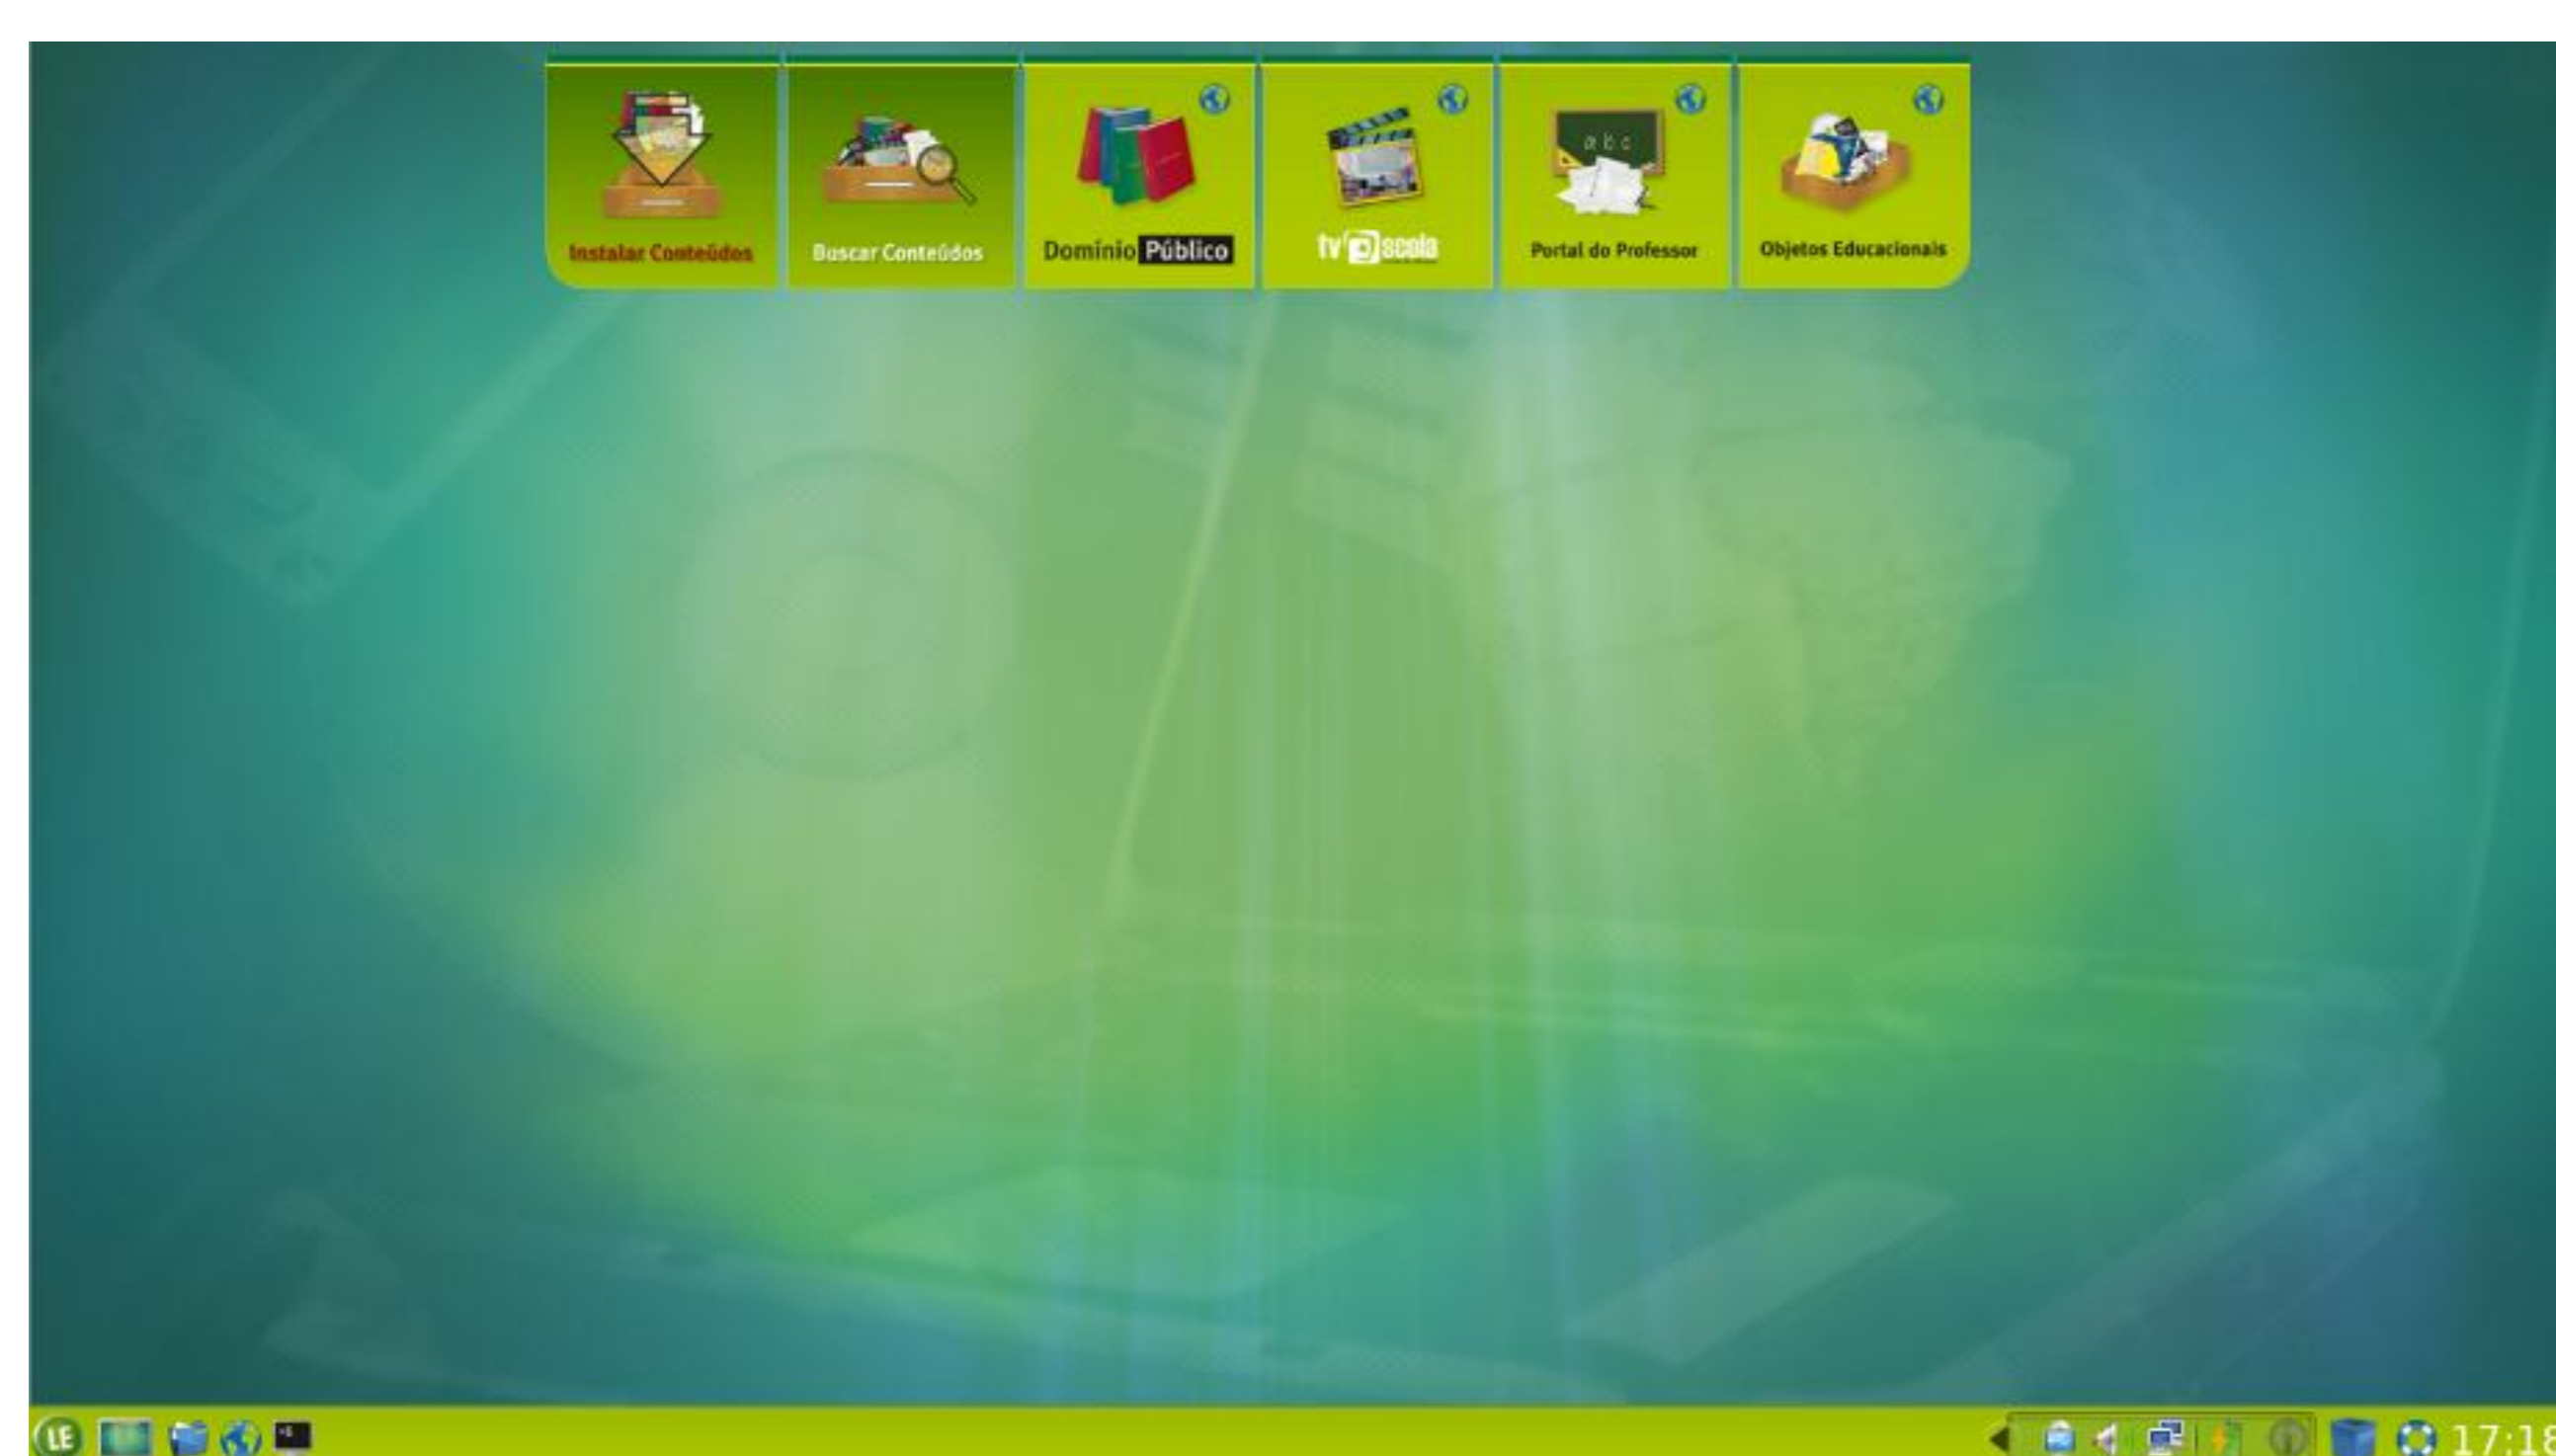 a b c
Instalar Conteúdos
Buscar Conteúdos
Domínio Público
tv escola
Portal do Professor
Objetos Educacionais
LE
17:18